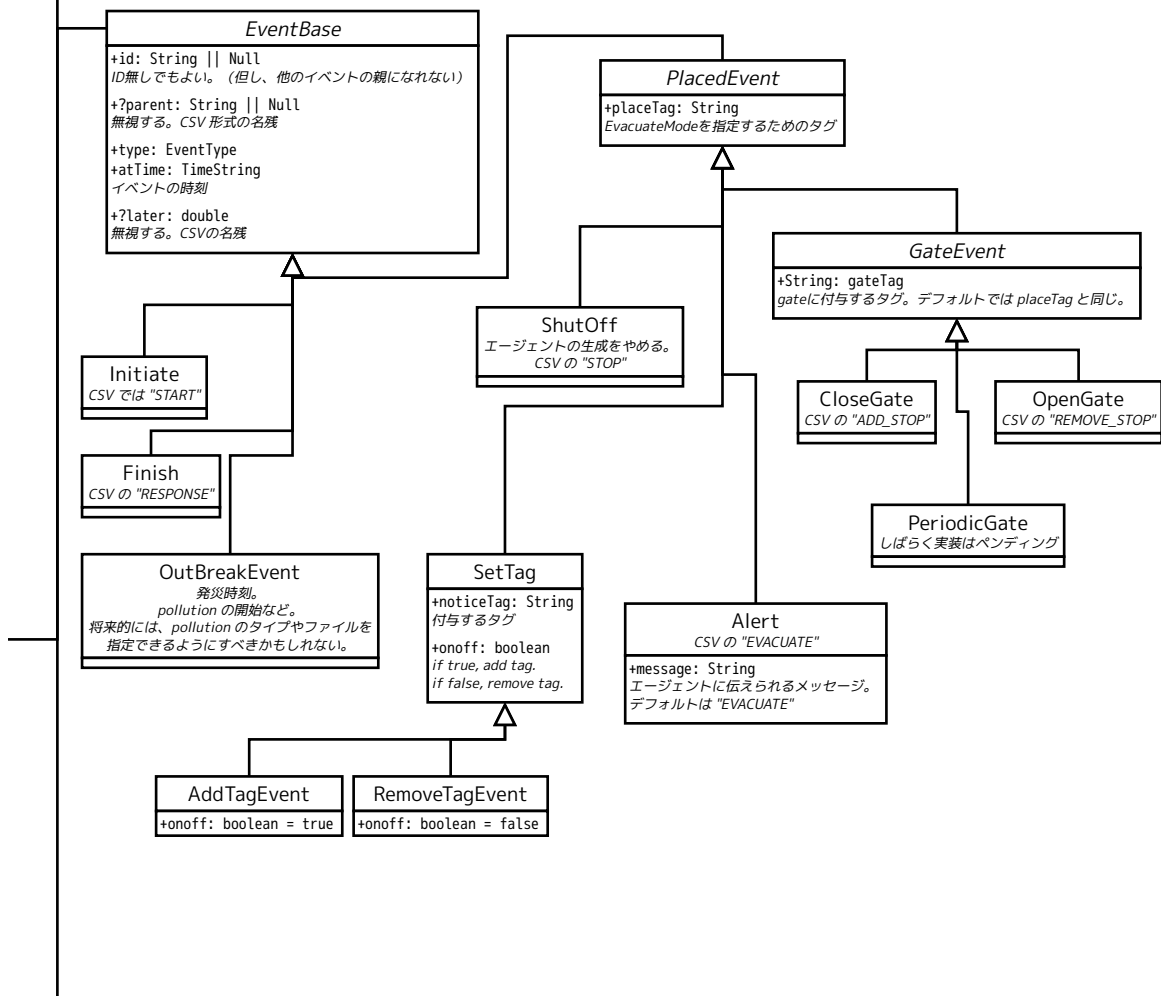 EventBase
+id: String || Null
ID無しでもよい。（但し、他のイベントの親になれない）
+?parent: String || Null
無視する。CSV 形式の名残
+type: EventType
+atTime: TimeString
イベントの時刻
+?later: double
無視する。CSVの名残
PlacedEvent
+placeTag: String
EvacuateModeを指定するためのタグ
GateEvent
+String: gateTag
gateに付与するタグ。デフォルトでは placeTag と同じ。
ShutOff
エージェントの生成をやめる。
CSV の "STOP"
Initiate
CSV では "START"
CloseGate
CSV の "ADD_STOP"
OpenGate
CSV の "REMOVE_STOP"
Finish
CSV の "RESPONSE"
PeriodicGate
しばらく実装はペンディング
OutBreakEvent
発災時刻。
pollution の開始など。
将来的には、pollution のタイプやファイルを
指定できるようにすべきかもしれない。
SetTag
+noticeTag: String
付与するタグ
+onoff: boolean
if true, add tag.
if false, remove tag.
Alert
CSV の "EVACUATE"
+message: String
エージェントに伝えられるメッセージ。
デフォルトは "EVACUATE"
AddTagEvent
+onoff: boolean = true
RemoveTagEvent
+onoff: boolean = false